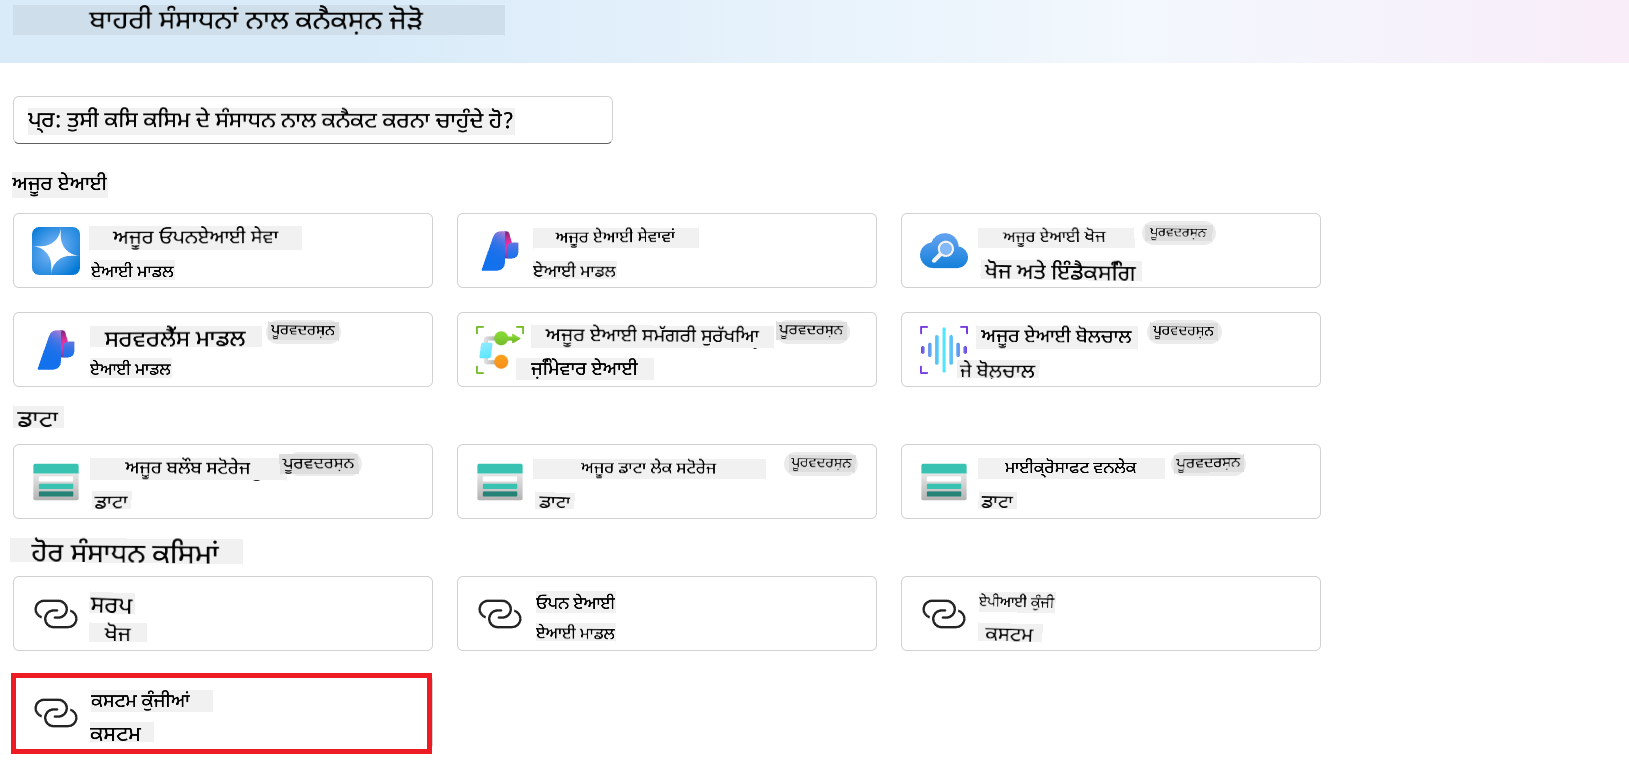 ਬਾਹਰੀ ਸੰਸਾਧਨਾਂ ਨਾਲ ਕਨੈਕਸ਼ਨ ਜੋੜੋ
ਪ੍ਰ: ਤੁਸੀ ਕਸਿ ਕਸਿਮ ਦੇ ਸੰਸਾਧਨ ਨਾਲ ਕਨੈਕਟ ਕਰਨਾ ਚਾਹੁੰਦੇ ਹੋ?
ਅਜ਼ੂਰ ਏਆਈ
ਅਜ਼ੂਰ ਓਪਨਏਆਈ ਸੇਵਾ
ਏਆਈ ਮਾਡਲ
ਅਜ਼ੂਰ ਏਆਈ ਸੇਵਾਵਾਂ
ਏਆਈ ਮਾਡਲ
ਅਜ਼ੂਰ ਏਆਈ ਖੋਜ ਪੂਰਵਦਰਸ਼ਨ
ਖੋਜ ਅਤੇ ਇੰਡੈਕਸਿੰਗ
ਸਰਵਰਲੈੱਸ ਮਾਡਲ ਪੂਰਵਦਰਸ਼ਨ
ਏਆਈ ਮਾਡਲ
ਅਜ਼ੂਰ ਏਆਈ ਸਮੱਗਰੀ ਸੁਰੱਖਿਆ ਪੂਰਵਦਰਸ਼ਨ
ਜ਼ਿੰਮੇਵਾਰ ਏਆਈ
ਅਜ਼ੂਰ ਏਆਈ ਬੋਲਚਾਲ ਪੂਰਵਦਰਸ਼ਨ
ਜੇ ਬੋਲਚਾਲ
ਡਾਟਾ
ਅਜ਼ੂਰ ਬਲੌਬ ਸਟੋਰੇਜ ਪੂਰਵਦਰਸ਼ਨ
ਡਾਟਾ
ਅਜ਼ੂਰ ਡਾਟਾ ਲੇਕ ਸਟੋਰੇਜ ਪੂਰਵਦਰਸ਼ਨ
ਡਾਟਾ
ਮਾਈਕ੍ਰੋਸਾਫਟ ਵਨਲੇਕ ਪੂਰਵਦਰਸ਼ਨ
ਡਾਟਾ
ਹੋਰ ਸੰਸਾਧਨ ਕਸਿਮਾਂ
ਸਰਪ
ਖੋਜ
ਓਪਨ ਏਆਈ
ਏਆਈ ਮਾਡਲ
ਏਪੀਆਈ ਕੁੰਜੀ
ਕਸਟਮ
ਕਸਟਮ ਕੁੰਜੀਆਂ
ਕਸਟਮ